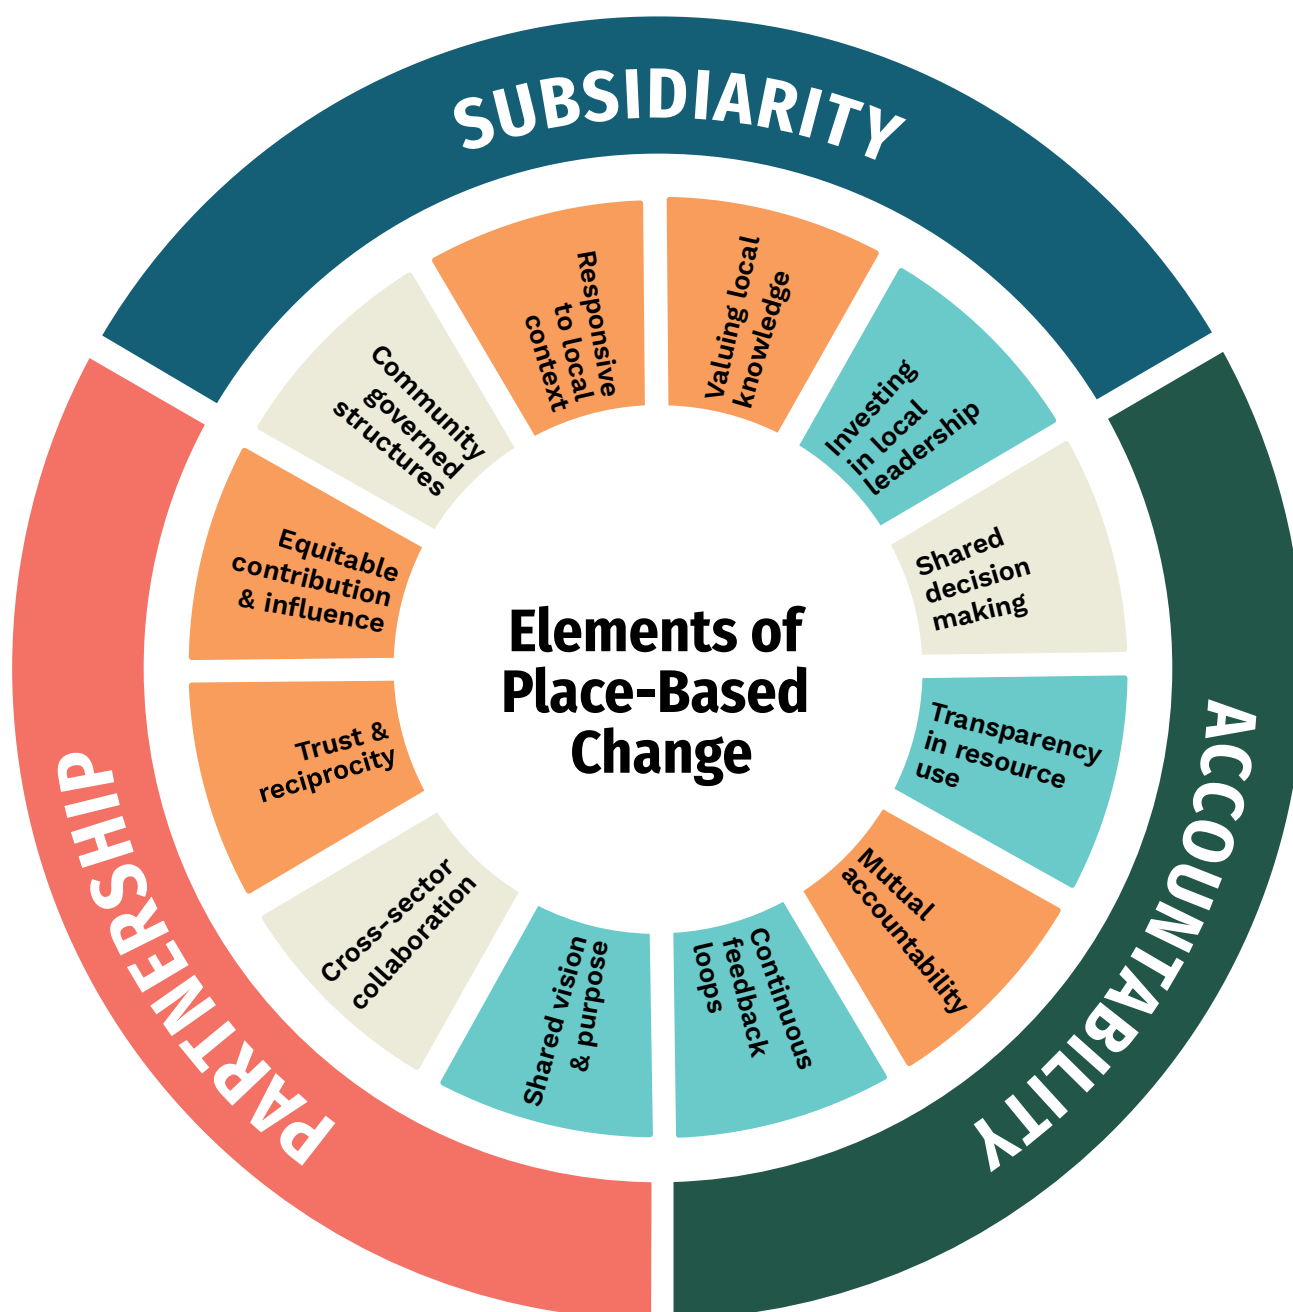 SUBSIDIARITY
Community
governed
structures
Responsive
to local
context
Valuing local
knowledge
Investing
in local
leadership
ACCOUNTABILITY
Shared
decision
making
Transparency
in resource
use
Mutual
accountability
Continuous
feedback
loops
PARTNERSHIP
Shared vision
& purpose
Cross-sector
collaboration
Trust &
reciprocity
Equitable
contribution
& influence
Elements of
Place-Based
Change